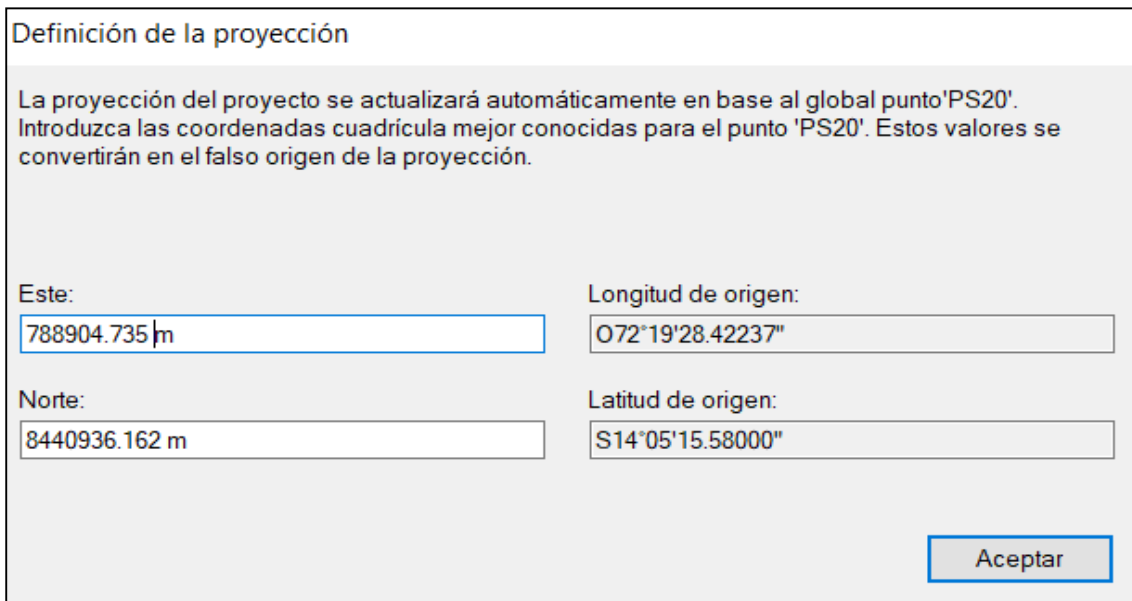 Definición de la proyección
La proyección del proyecto se actualizará automáticamente en base al global punto'PS20'.
Introduzca las coordenadas cuadrícula mejor conocidas para el punto 'PS20'. Estos valores se
convertirán en el falso origen de la proyección.
Este:
Longitud de origen:
788904.735 m
O72°19'28.42237"
Norte:
Latitud de origen:
8440936.162 m
S14°05'15.58000"
Aceptar